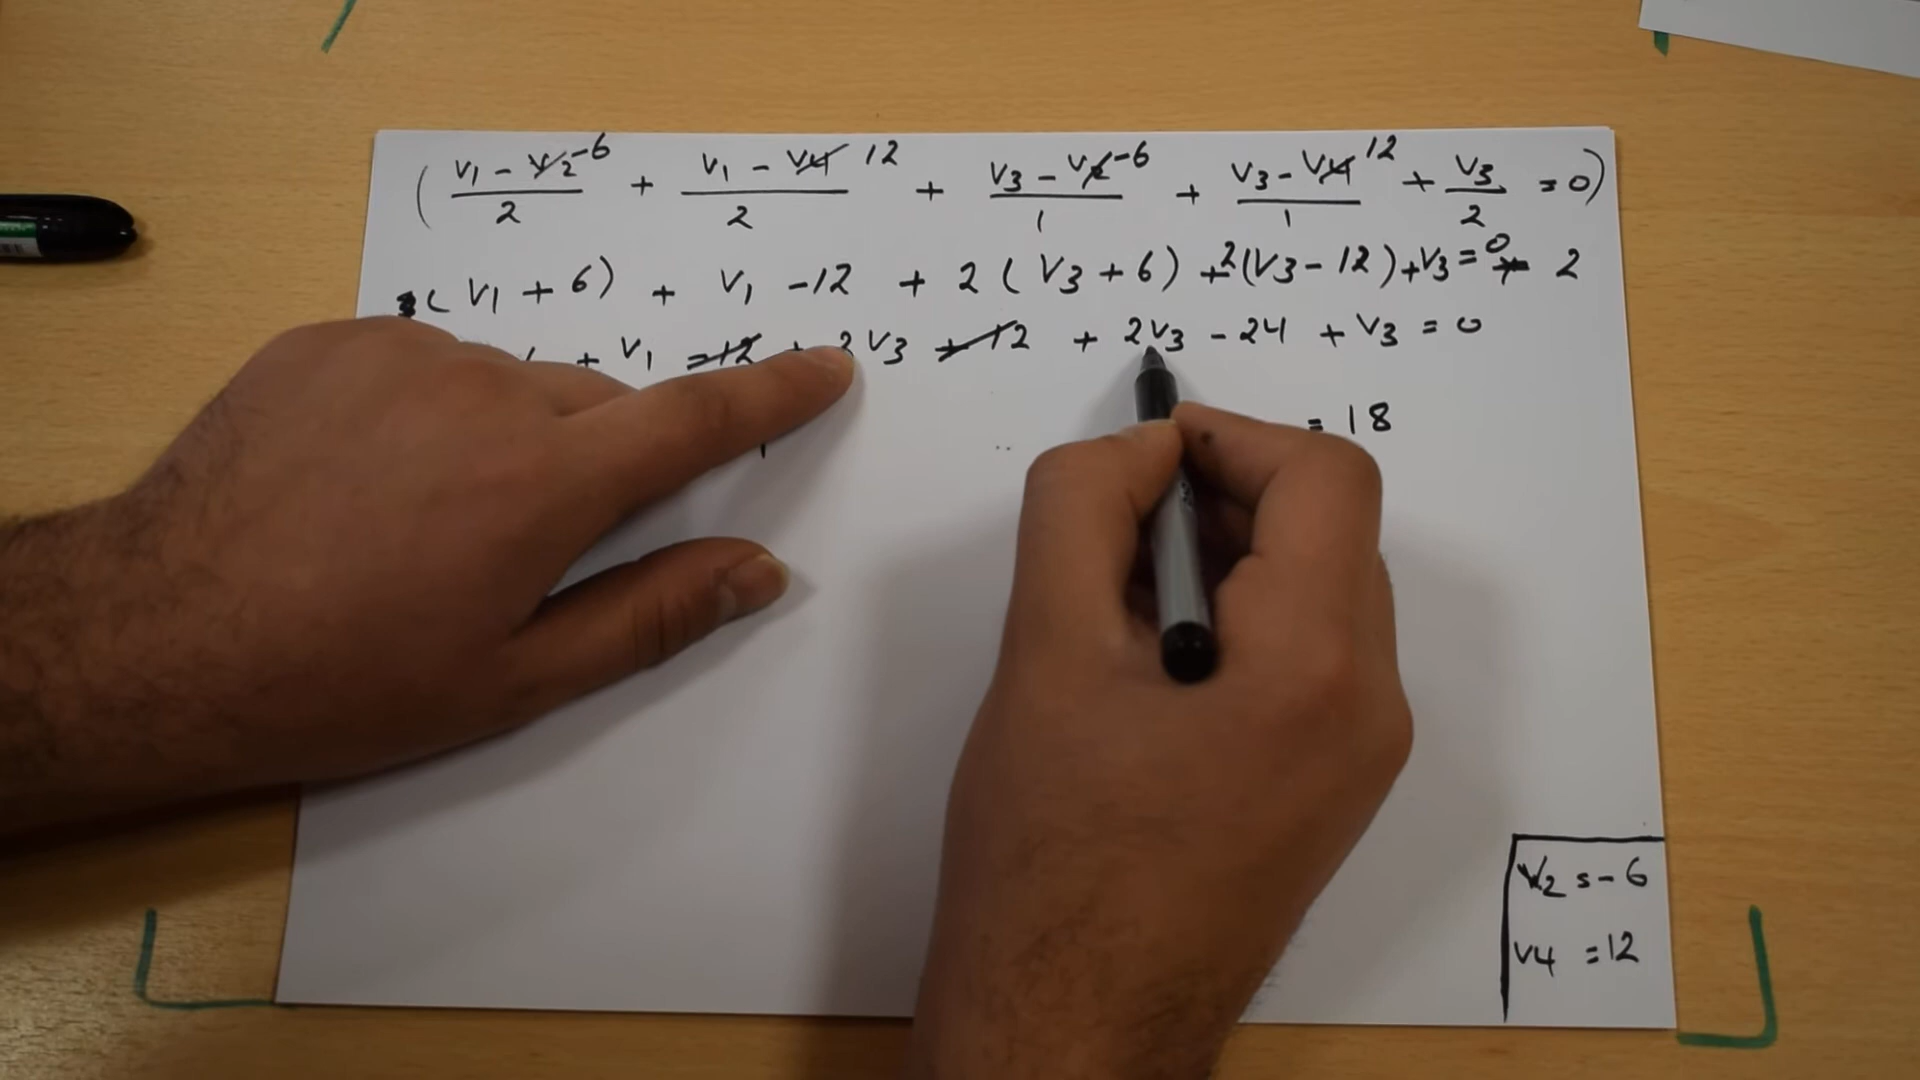 ( (V1 - V2 -6)/2 + (V1 - V4 12)/2 + (V3 - V2 -6)/1 + (V3 - V4 12)/1 + V3/2 = 0 )
( V1 + 6 ) + V1 - 12 + 2 ( V3 + 6 ) + 2(V3 - 12) + V3 = 0 * 2
+ V1 - 12 + 2V3 + 12 + 2V3 - 24 + V3 = 0
= 18
V2 = -6
V4 = 12